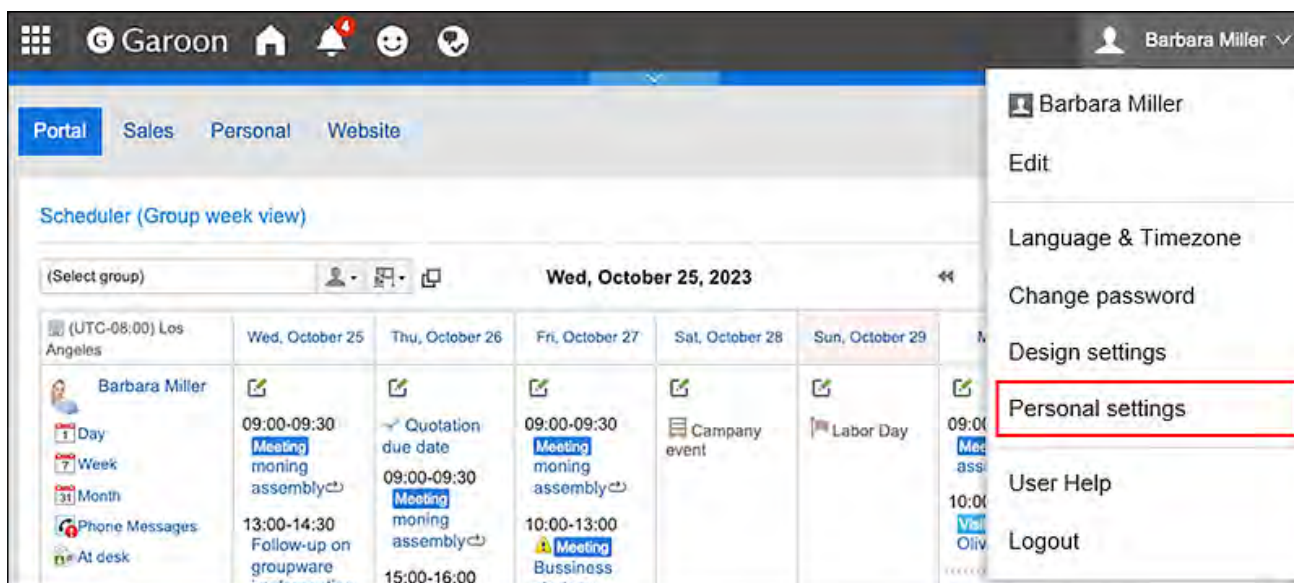 Garoon 4 Barbara Miller
Portal Sales Personal Website
Scheduler (Group week view)
(Select group) Wed, October 25, 2023
(UTC-08:00) Los
Angeles
Wed, October 25 Thu, October 26 Fri, October 27 Sat, October 28 Sun, October 29
Barbara Miller
1 Day
7 Week
31 Month
Phone Messages
At desk
09:00-09:30
Meeting
moning
assembly
13:00-14:30
Follow-up on
groupware
Quotation
due date
09:00-09:30
Meeting
moning
assembly
15:00-16:00
09:00-09:30
Meeting
moning
assembly
10:00-13:00
Meeting
Bussiness
Campany
event
Labor Day
Barbara Miller
Edit
Language & Timezone
Change password
Design settings
Personal settings
User Help
Logout